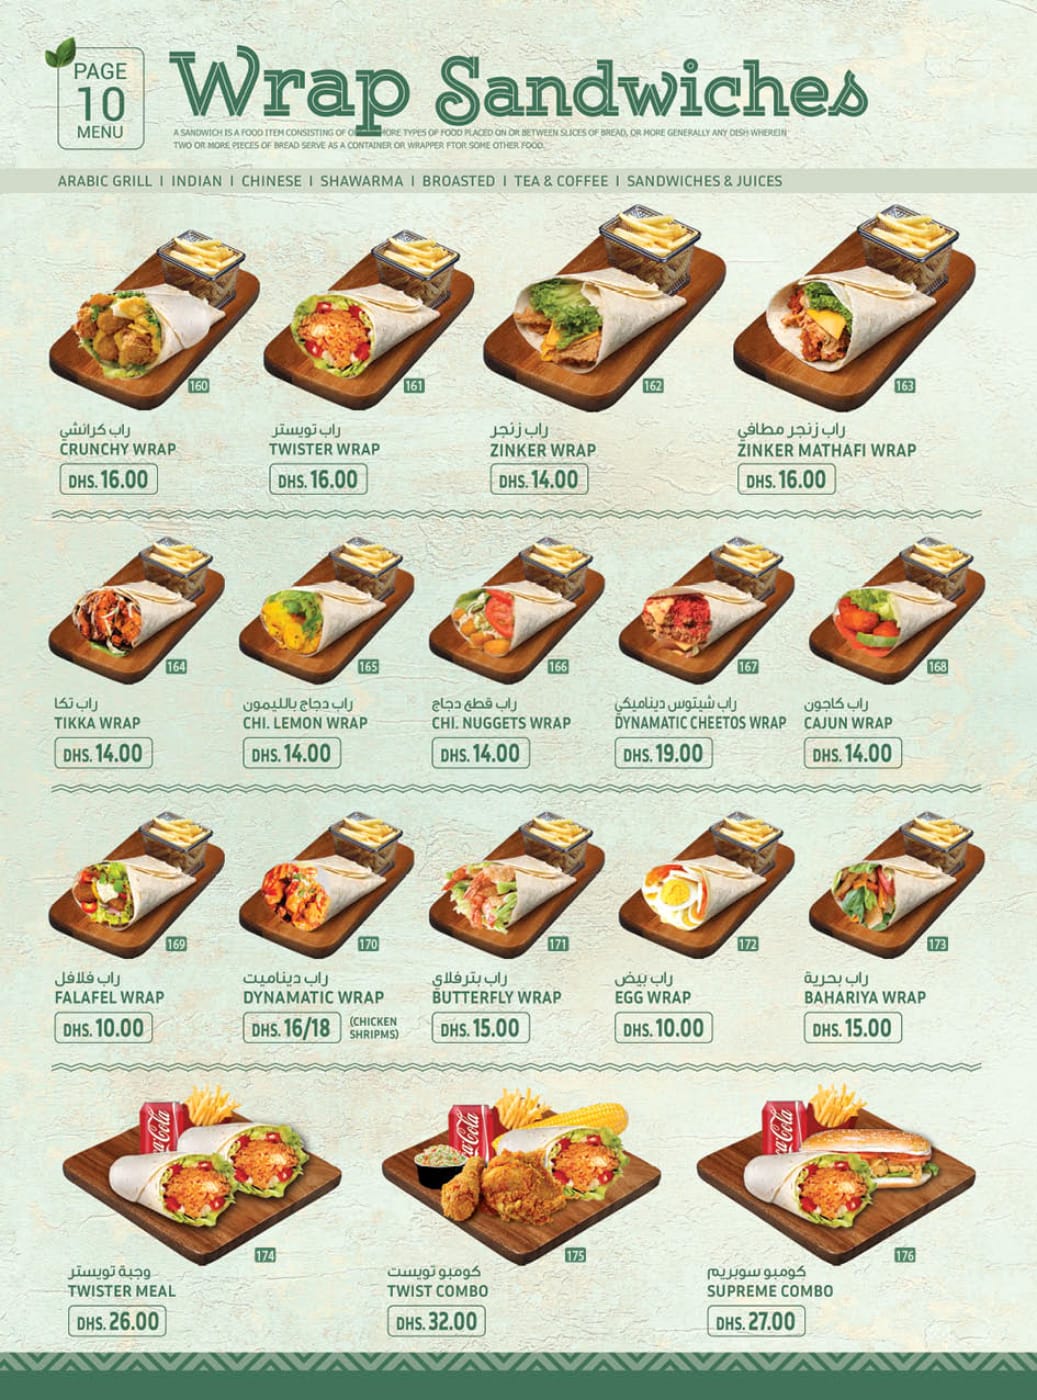 PAGE
10
MENU
Wrap Sandwiches
A SANDWICH IS A FOOD ITEM CONSISTING OF MORE TYPES OF FOOD PLACED ON OR BETWEEN SLICES OF BREAD, OR MORE GENERALLY ANY DISH WHEREIN
TWO OR MORE PIECES OF BREAD SERVE AS A CONTAINER OR WRAPPER FTOR SOME OTHER FOOD.
ARABIC GRILL I INDIAN I CHINESE I SHAWARMA I BROASTED I TEA & COFFEE I SANDWICHES & JUICES
160
راب كرانشي
CRUNCHY WRAP
DHS. 16.00
161
راب تويستر
TWISTER WRAP
DHS. 16.00
162
راب زنجر
ZINKER WRAP
DHS. 14.00
163
راب زنجر مطافي
ZINKER MATHAFI WRAP
DHS. 16.00
164
راب تكا
TIKKA WRAP
DHS. 14.00
165
راب دجاج بالليمون
CHI. LEMON WRAP
DHS. 14.00
166
راب قطع دجاج
CHI. NUGGETS WRAP
DHS. 14.00
167
راب شيتوس ديناميكي
DYNAMATIC CHEETOS WRAP
DHS. 19.00
168
راب كاجون
CAJUN WRAP
DHS. 14.00
169
راب فلافل
FALAFEL WRAP
DHS. 10.00
170
راب ديناميت
DYNAMATIC WRAP
DHS. 16/18
(CHICKEN
SHRIPMS)
171
راب بترفلاي
BUTTERFLY WRAP
DHS. 15.00
172
راب بيض
EGG WRAP
DHS. 10.00
173
راب بحرية
BAHARIYA WRAP
DHS. 15.00
174
وجبة تويستر
TWISTER MEAL
DHS. 26.00
Coca-Cola
175
كومبو تويست
TWIST COMBO
DHS. 32.00
176
كومبو سوبريم
SUPREME COMBO
DHS. 27.00